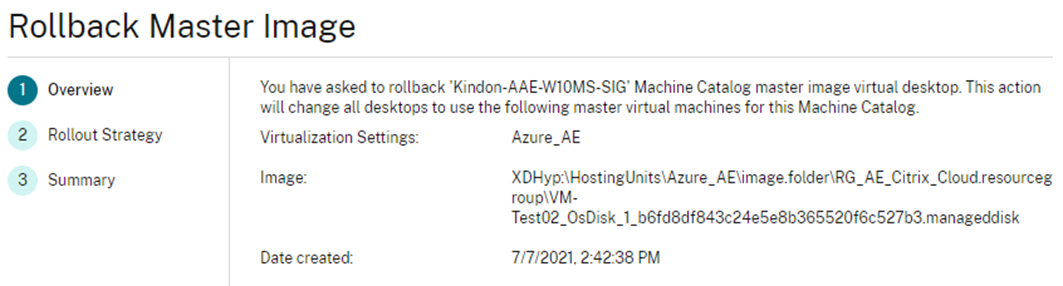 Rollback Master Image
1 Overview
2 Rollout Strategy
3 Summary
You have asked to rollback 'Kindon-AAE-W10MS-SIG' Machine Catalog master image virtual desktop. This action
will change all desktops to use the following master virtual machines for this Machine Catalog.
Virtualization Settings: Azure_AE
Image: XDHyp:\HostingUnits\Azure_AE\image.folder\RG_AE_Citrix_Cloud.resourceg
roup\VM-
Test02_OsDisk_1_b6fd8df843c24e5e8b365520f6c527b3.manageddisk
Date created: 7/7/2021, 2:42:38 PM